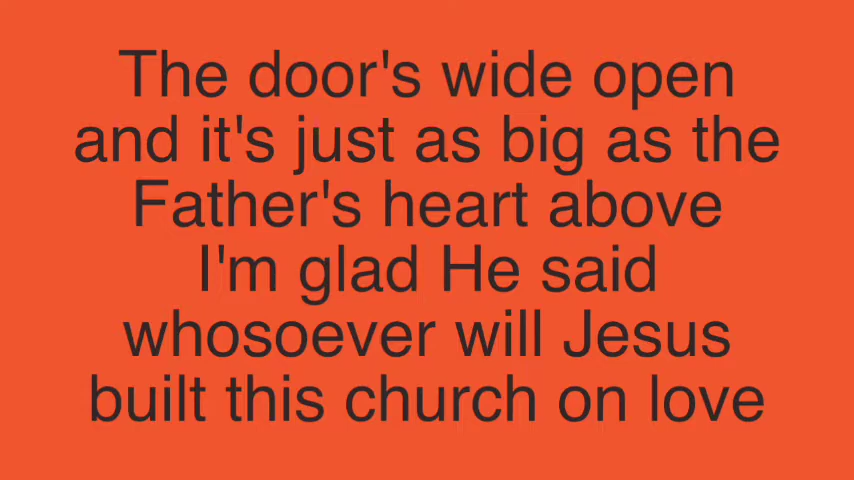 The door's wide open
and it's just as big as the
Father's heart above
I'm glad He said
whosoever will Jesus
built this church on love